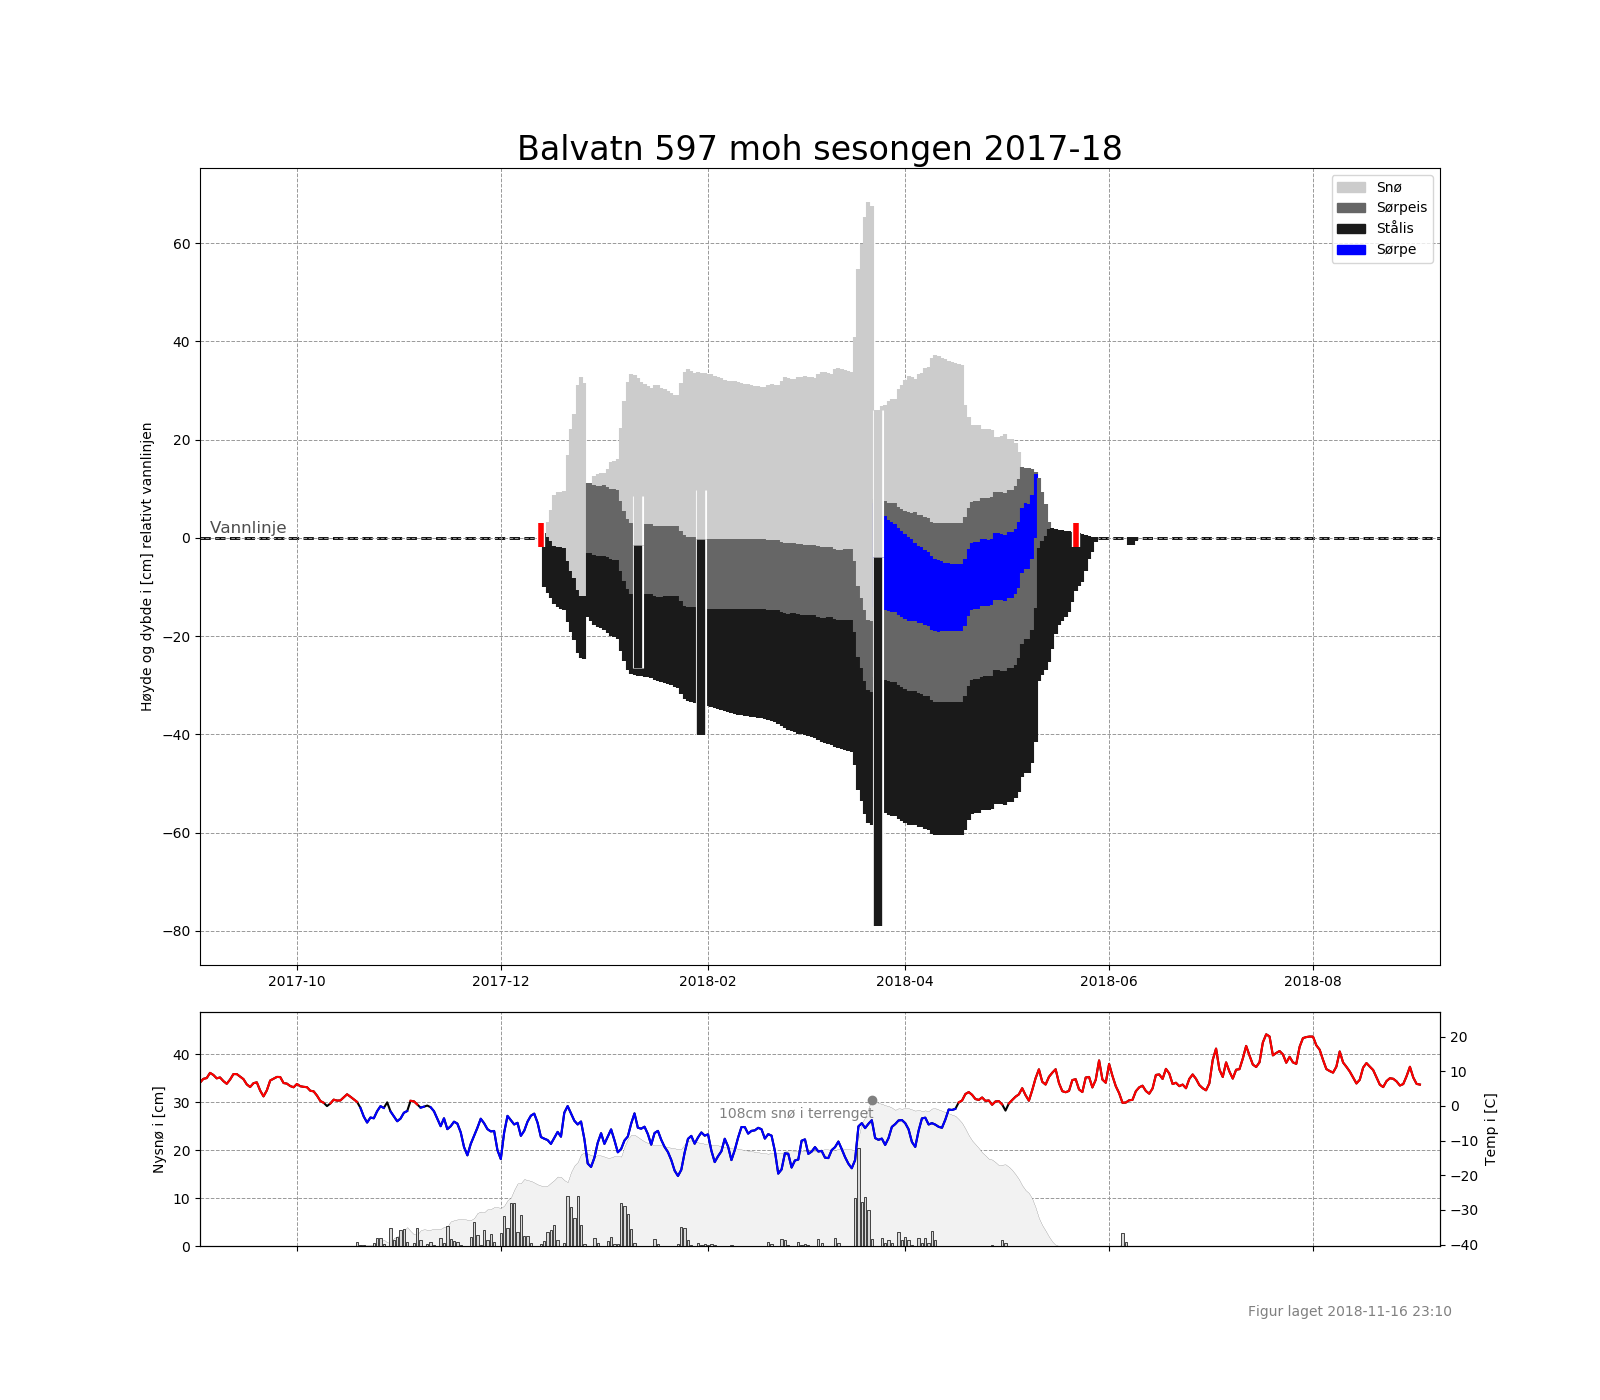 Balvatn 597 moh sesongen 2017-18
Snø
Sørpeis
Stålis
Sørpe
Høyde og dybde i [cm] relativt vannlinjen
60
40
20
0
−20
−40
−60
−80
Vannlinje
2017-10 2017-12 2018-02 2018-04 2018-06 2018-08
Nysnø i [cm]
40
30
20
10
0
108cm snø i terrenget
20
10
0
−10
−20
−30
−40
Temp i [C]
Figur laget 2018-11-16 23:10